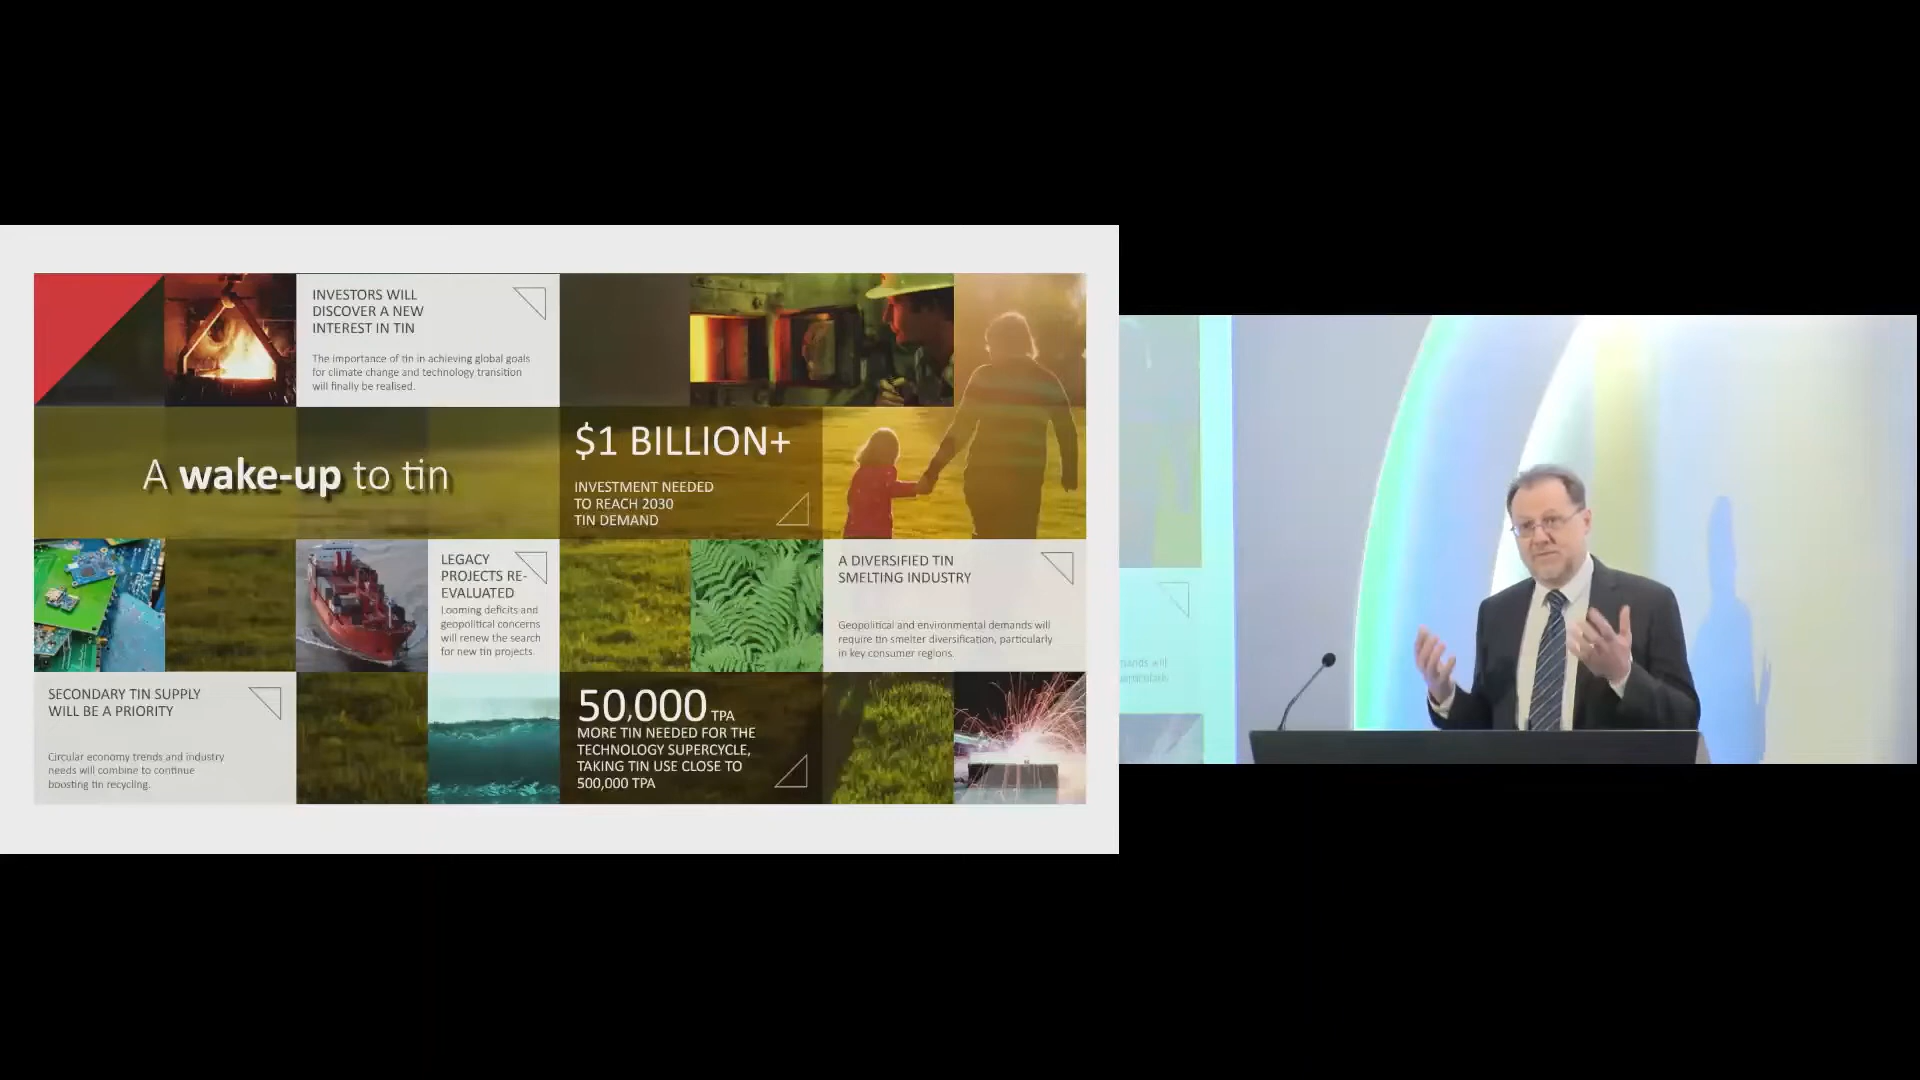 INVESTORS WILL
DISCOVER A NEW
INTEREST IN TIN
The importance of tin in achieving global goals
for climate change and technology transition
will finally be realised.
A wake-up to tin
$1 BILLION+
INVESTMENT NEEDED
TO REACH 2030
TIN DEMAND
LEGACY
PROJECTS RE-
EVALUATED
Looming deficits and
geopolitical concerns
will renew the search
for new tin projects.
A DIVERSIFIED TIN
SMELTING INDUSTRY
Geopolitical and environmental demands will
require tin smelter diversification, particularly
in key consumer regions.
SECONDARY TIN SUPPLY
WILL BE A PRIORITY
Circular economy trends and industry
needs will combine to continue
boosting tin recycling.
50,000 TPA
MORE TIN NEEDED FOR THE
TECHNOLOGY SUPERCYCLE,
TAKING TIN USE CLOSE TO
500,000 TPA